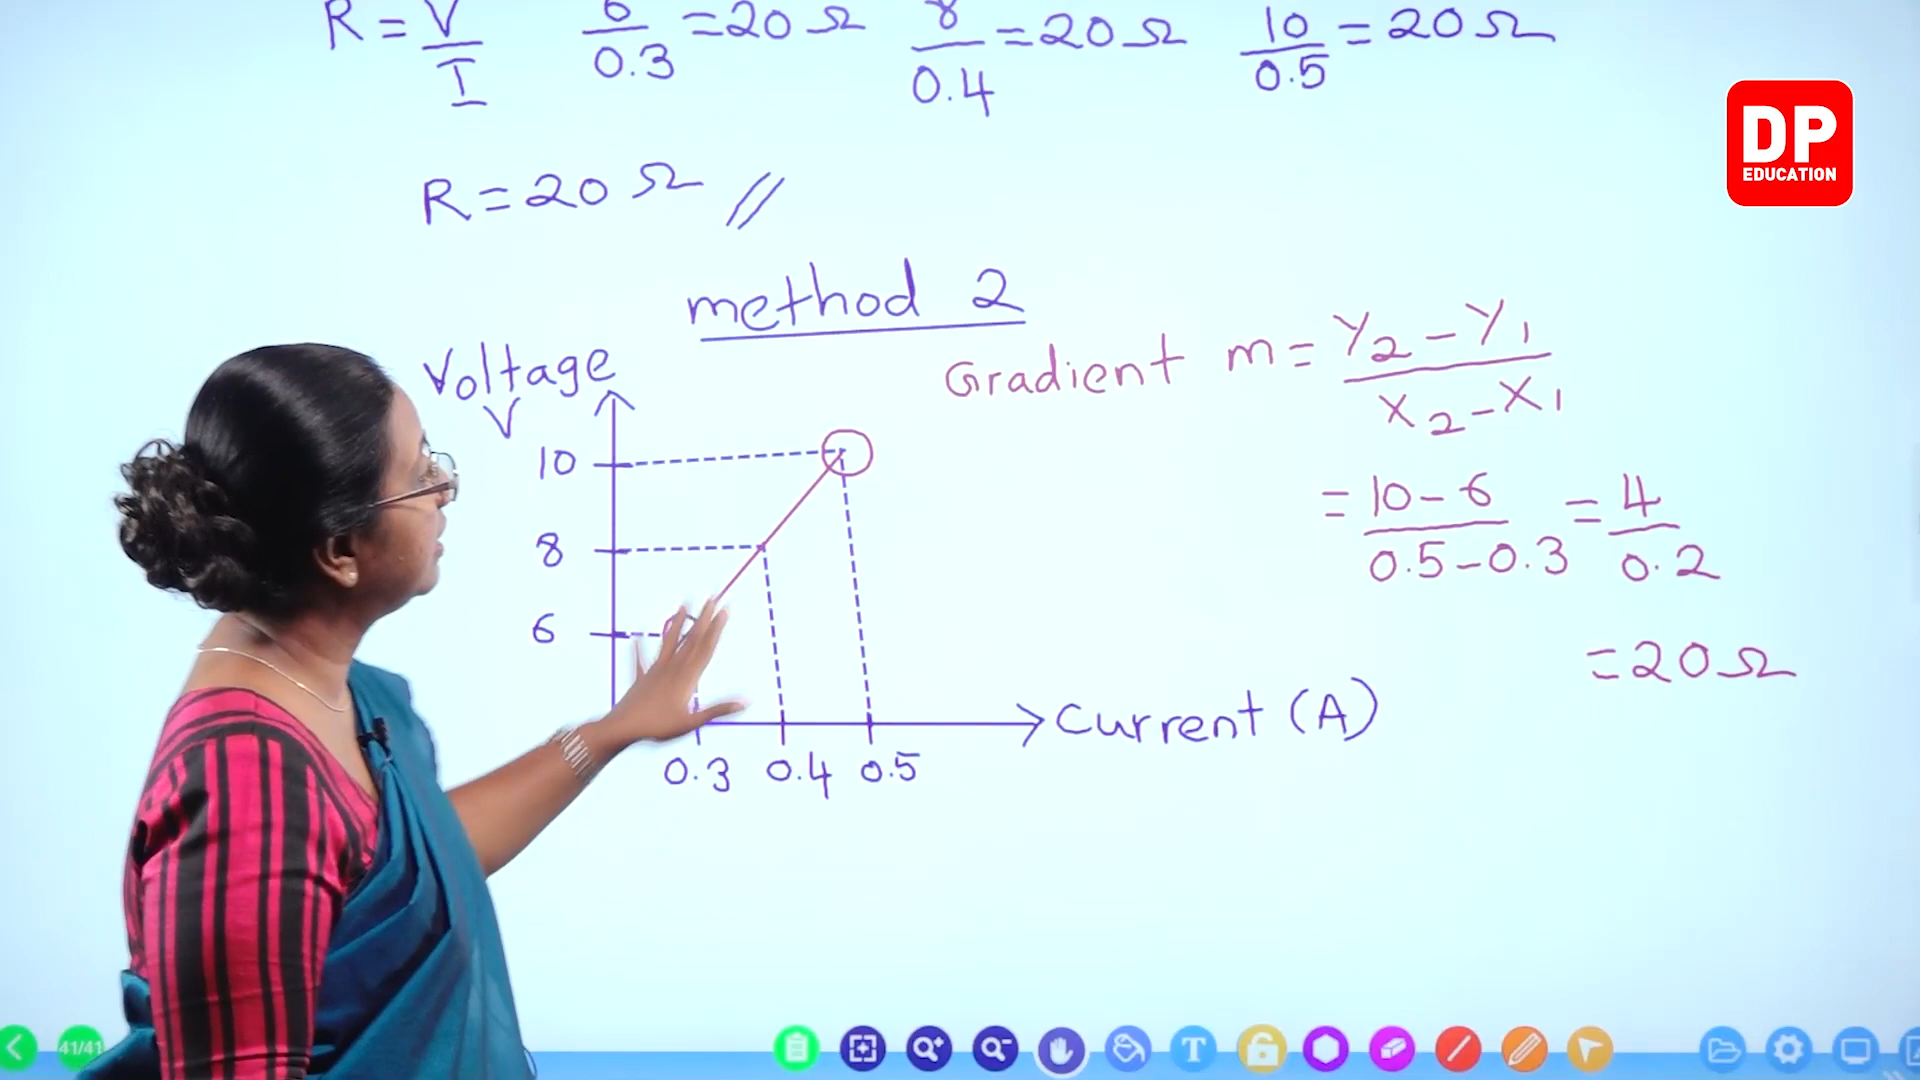 R = V/I 6/0.3 = 20 Ω 8/0.4 = 20 Ω 10/0.5 = 20 Ω
DP
EDUCATION
R = 20 Ω //
method 2
Voltage
V
Gradient m = Y₂ - Y₁ / X₂ - X₁
10
= 10 - 6 / 0.5 - 0.3 = 4 / 0.2
8
6
= 20 Ω
Current (A)
0.3 0.4 0.5
41/41
T